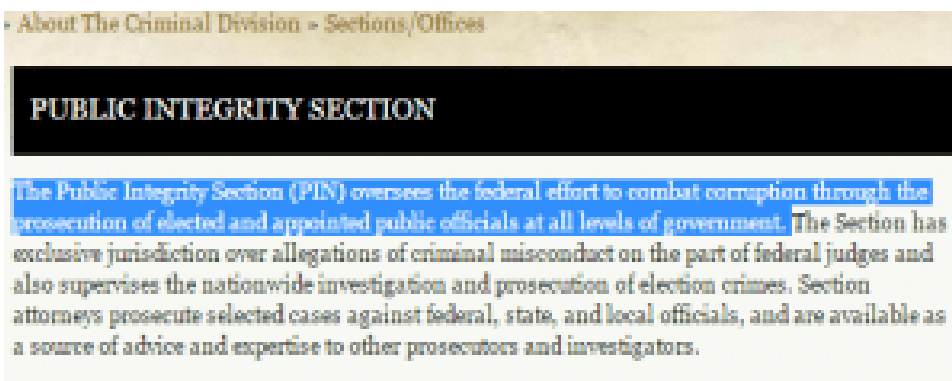 » About The Criminal Division » Sections/Offices
PUBLIC INTEGRITY SECTION
The Public Integrity Section (PIN) oversees the federal effort to combat corruption through the
prosecution of elected and appointed public officials at all levels of government. The Section has
exclusive jurisdiction over allegations of criminal misconduct on the part of federal judges and
also supervises the nationwide investigation and prosecution of election crimes. Section
attorneys prosecute selected cases against federal, state, and local officials, and are available as
a source of advice and expertise to other prosecutors and investigators.